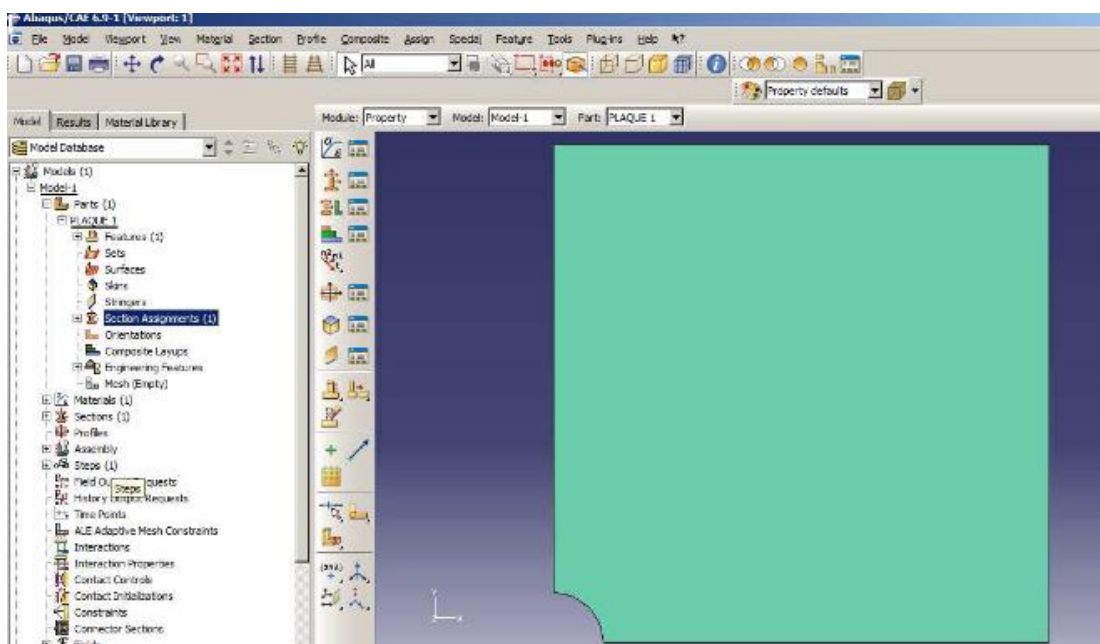 Abaqus/CAE 6.9-1 [Viewport: 1]
File Model Viewport View Material Section Profile Composite Assign Special Feature Tools Plug-ins Help
All
Property defaults
Model Results Material Library
Module: Property Model: Model-1 Part: PLAQUE 1
Model Database
Models (1)
Model-1
Parts (1)
PLAQUE 1
Features (1)
Sets
Surfaces
Skins
Stringers
Section Assignments (1)
Orientations
Composite Layups
Engineering Features
Mesh (Empty)
Materials (1)
Sections (1)
Profiles
Assembly
Steps (1)
Field Ou quests
Steps
History Requests
Time Points
ALE Adaptive Mesh Constraints
Interactions
Interaction Properties
Contact Controls
Contact Initializations
Constraints
Connector Sections
Y
X